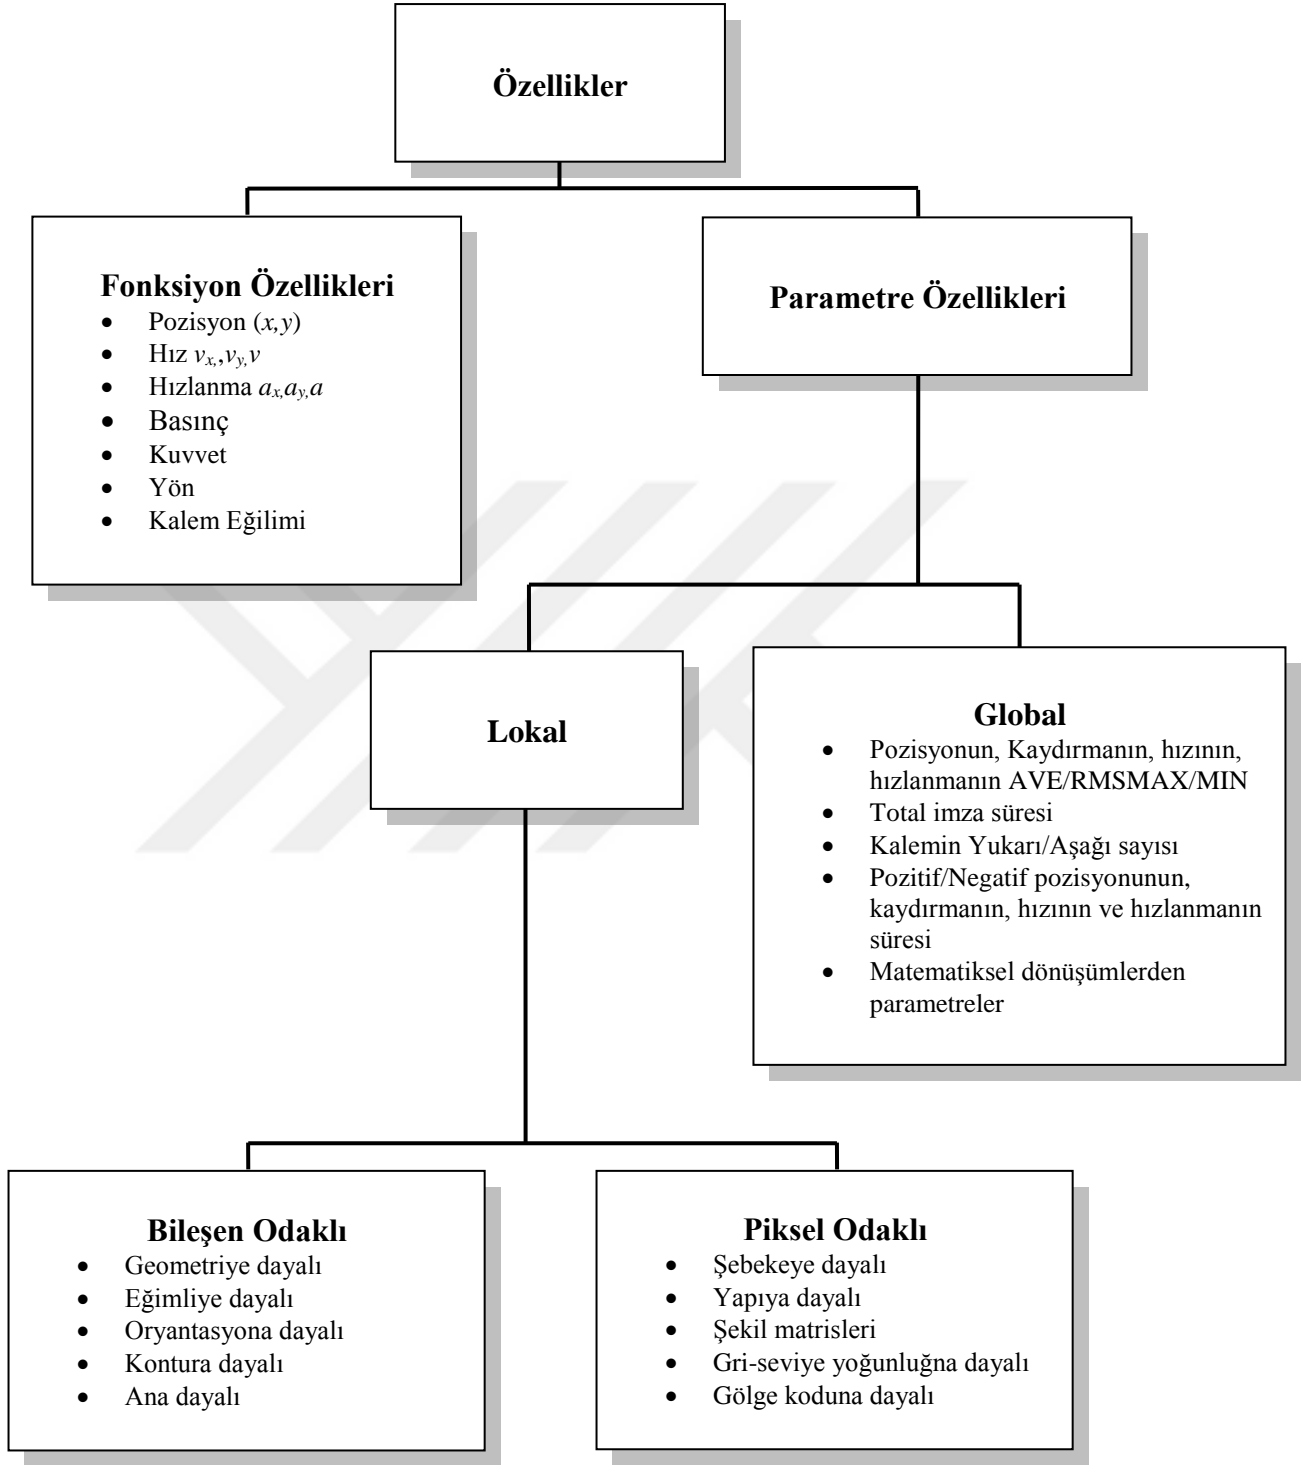 Özellikler
Fonksiyon Özellikleri
• Pozisyon (x,y)
• Hız vx,,vy,v
• Hızlanma ax,ay,a
• Basınç
• Kuvvet
• Yön
• Kalem Eğilimi
Parametre Özellikleri
Lokal
Global
• Pozisyonun, Kaydırmanın, hızının,
hızlanmanın AVE/RMSMAX/MIN
• Total imza süresi
• Kalemin Yukarı/Aşağı sayısı
• Pozitif/Negatif pozisyonunun,
kaydırmanın, hızının ve hızlanmanın
süresi
• Matematiksel dönüşümlerden
parametreler
Bileşen Odaklı
• Geometriye dayalı
• Eğimliye dayalı
• Oryantasyona dayalı
• Kontura dayalı
• Ana dayalı
Piksel Odaklı
• Şebekeye dayalı
• Yapıya dayalı
• Şekil matrisleri
• Gri-seviye yoğunluğna dayalı
• Gölge koduna dayalı